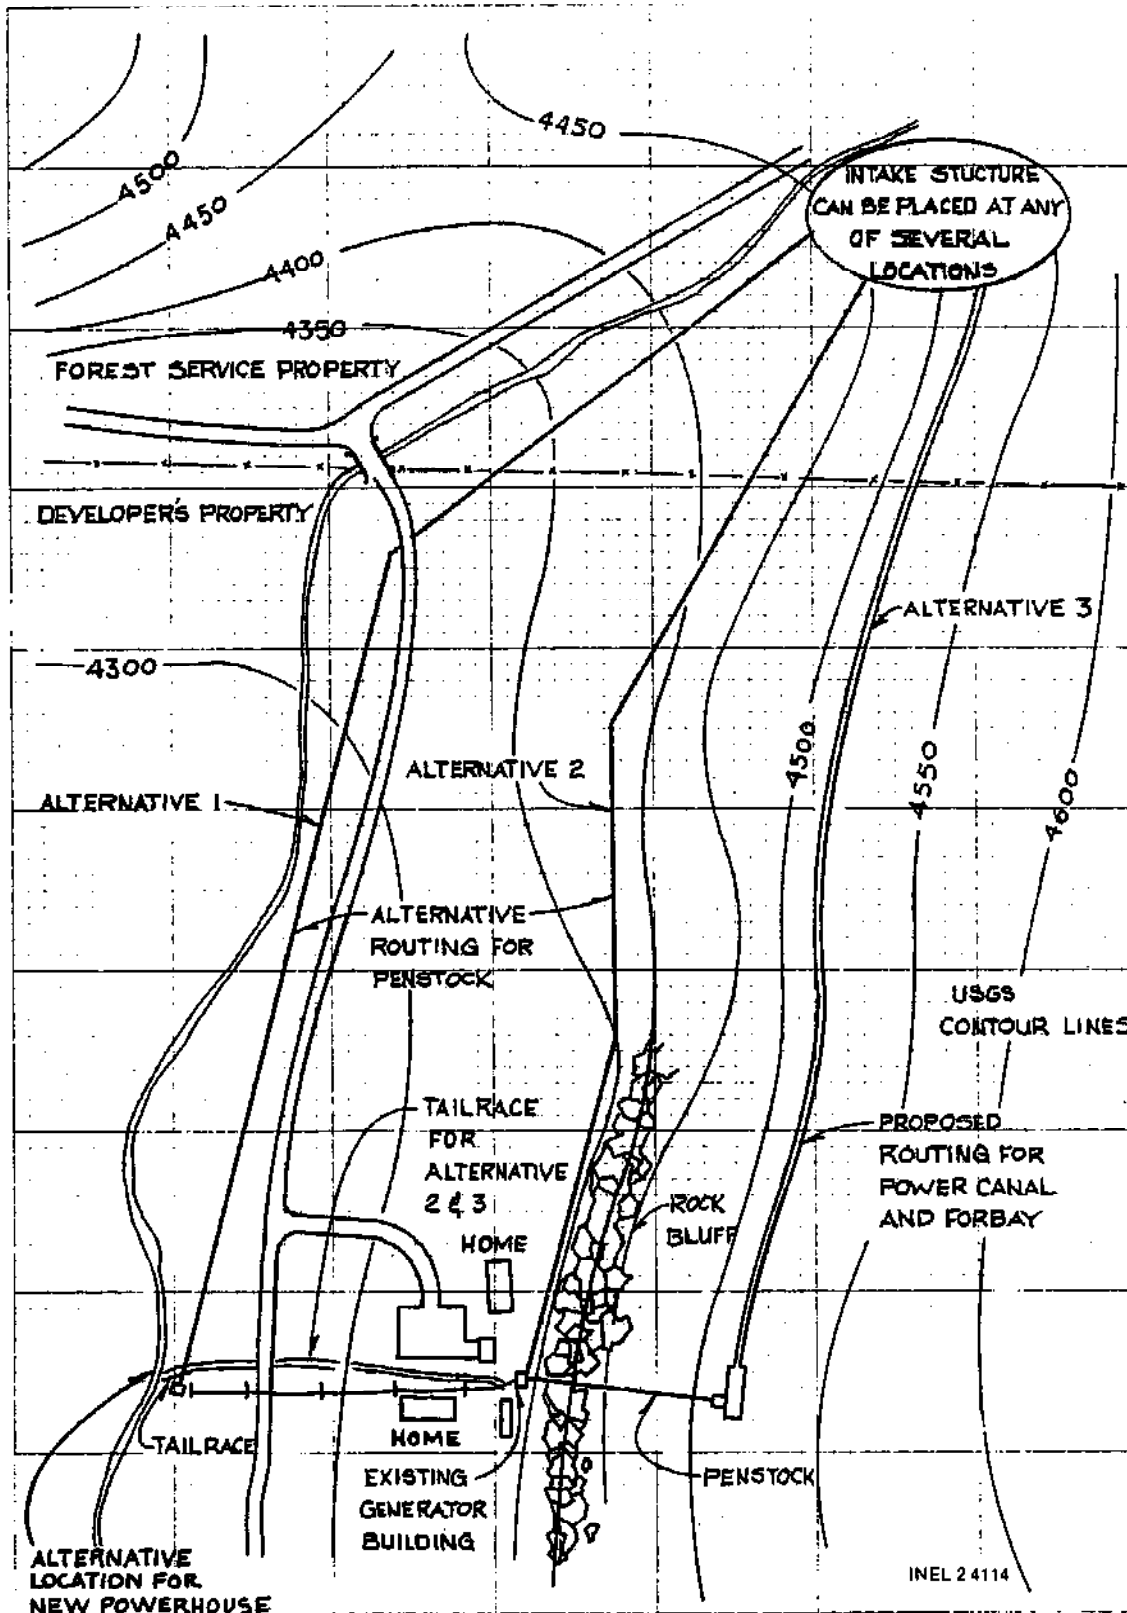 4450
4500
4450
4400
4350
INTAKE STUCTURE
CAN BE PLACED AT ANY
OF SEVERAL
LOCATIONS
FOREST SERVICE PROPERTY
DEVELOPER'S PROPERTY
ALTERNATIVE 3
4300
ALTERNATIVE 2
ALTERNATIVE 1
4500
4550
4600
ALTERNATIVE
ROUTING FOR
PENSTOCK
USGS
CONTOUR LINES
TAILRACE
FOR
ALTERNATIVE
2 & 3
PROPOSED
ROUTING FOR
POWER CANAL
AND FORBAY
ROCK
BLUFF
HOME
TAILRACE
HOME
EXISTING
GENERATOR
BUILDING
PENSTOCK
ALTERNATIVE
LOCATION FOR
NEW POWERHOUSE
INEL 2 4114